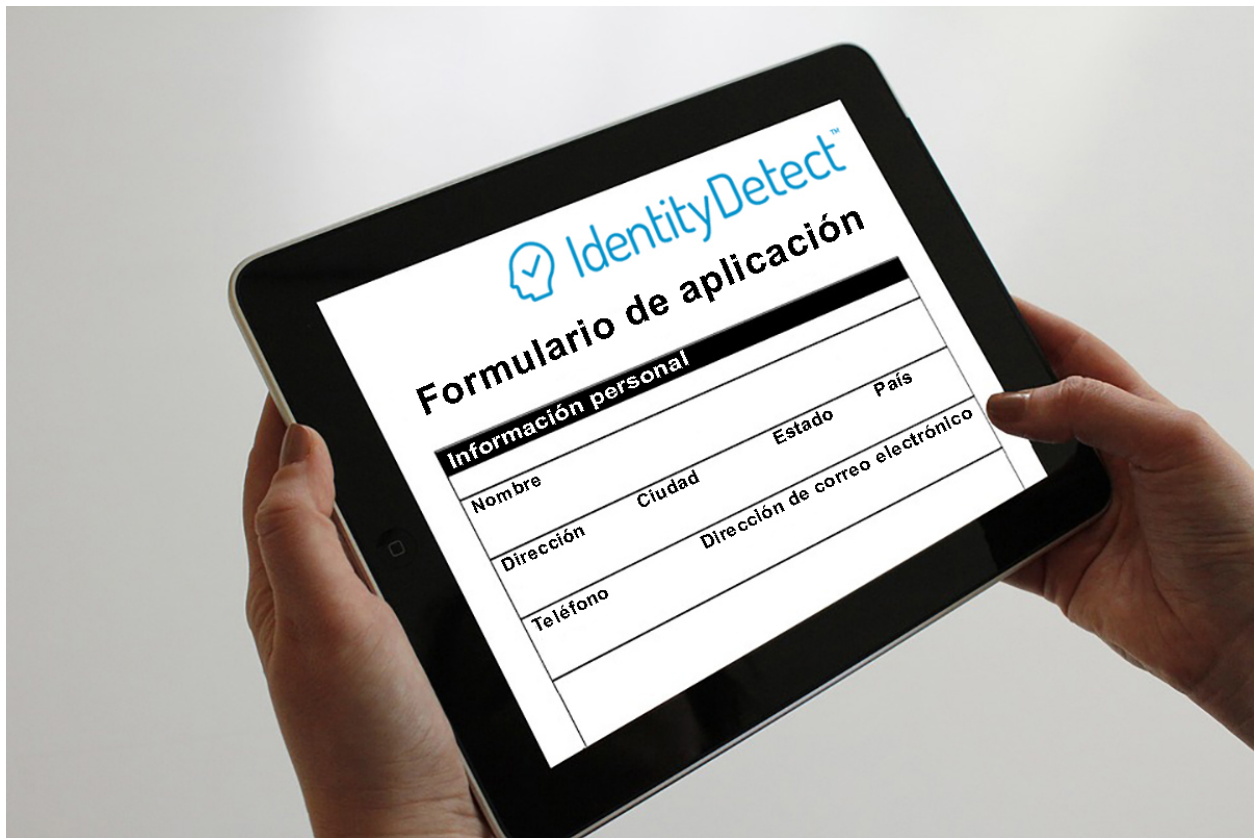 IdentityDetect™
Formulario de aplicación
Información personal
Nombre
Dirección Ciudad Estado País
Teléfono Dirección de correo electrónico